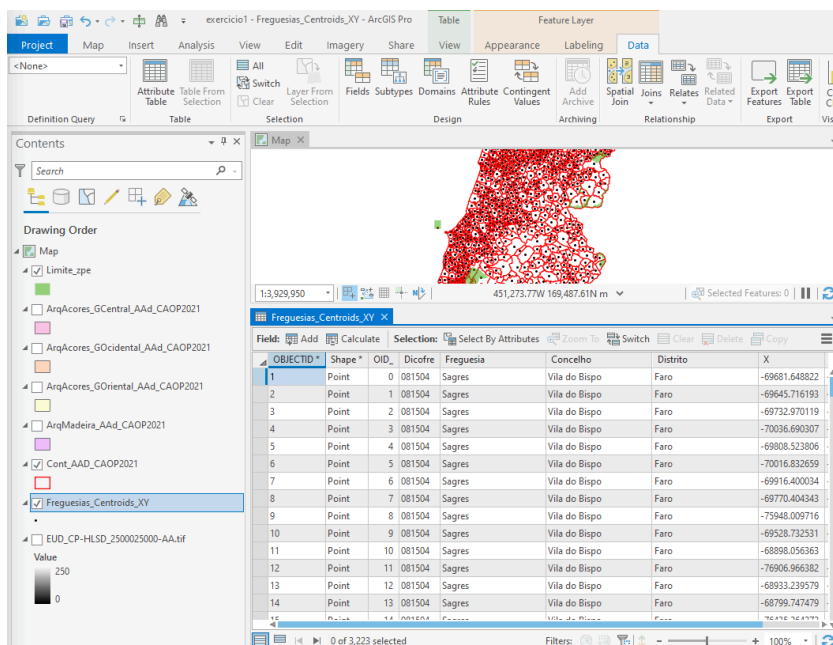 exercicio1 - Freguesias_Centroids_XY - ArcGIS Pro
Table
Feature Layer
Project Map Insert Analysis View Edit Imagery Share View Appearance Labeling Data
<None>
Definition Query
Attribute Table
Table From Selection
Table
All
Switch
Clear
Layer From Selection
Selection
Fields
Subtypes
Domains
Attribute Rules
Contingent Values
Design
Add Archive
Archiving
Spatial Join
Joins
Relates
Related Data
Relationship
Export Features
Export Table
Export
Contents
Search
Drawing Order
Map
Limite_zpe
ArqAcores_GCentral_AAd_CAOP2021
ArqAcores_GOcidental_AAd_CAOP2021
ArqAcores_GOriental_AAd_CAOP2021
ArqMadeira_AAd_CAOP2021
Cont_AAD_CAOP2021
Freguesias_Centroids_XY
EUD_CP-HLSD_2500025000-AA.tif
Value
250
0
Map
1:3,929,950
451,273.77W 169,487.61N m
Selected Features: 0
Freguesias_Centroids_XY
Field: Add Calculate Selection: Select By Attributes Zoom To Switch Clear Delete Copy
OBJECTID * Shape * OID_ Dicofre Freguesia Concelho Distrito X
1 Point 0 081504 Sagres Vila do Bispo Faro -69681.648822
2 Point 1 081504 Sagres Vila do Bispo Faro -69645.716193
3 Point 2 081504 Sagres Vila do Bispo Faro -69732.970119
4 Point 3 081504 Sagres Vila do Bispo Faro -70036.690307
5 Point 4 081504 Sagres Vila do Bispo Faro -69808.523806
6 Point 5 081504 Sagres Vila do Bispo Faro -70016.832659
7 Point 6 081504 Sagres Vila do Bispo Faro -69916.400034
8 Point 7 081504 Sagres Vila do Bispo Faro -69770.404343
9 Point 8 081504 Sagres Vila do Bispo Faro -75948.009716
10 Point 9 081504 Sagres Vila do Bispo Faro -69528.732531
11 Point 10 081504 Sagres Vila do Bispo Faro -68898.056363
12 Point 11 081504 Sagres Vila do Bispo Faro -76906.966382
13 Point 12 081504 Sagres Vila do Bispo Faro -68933.239579
14 Point 13 081504 Sagres Vila do Bispo Faro -68799.747479
0 of 3,223 selected
Filters:
100%